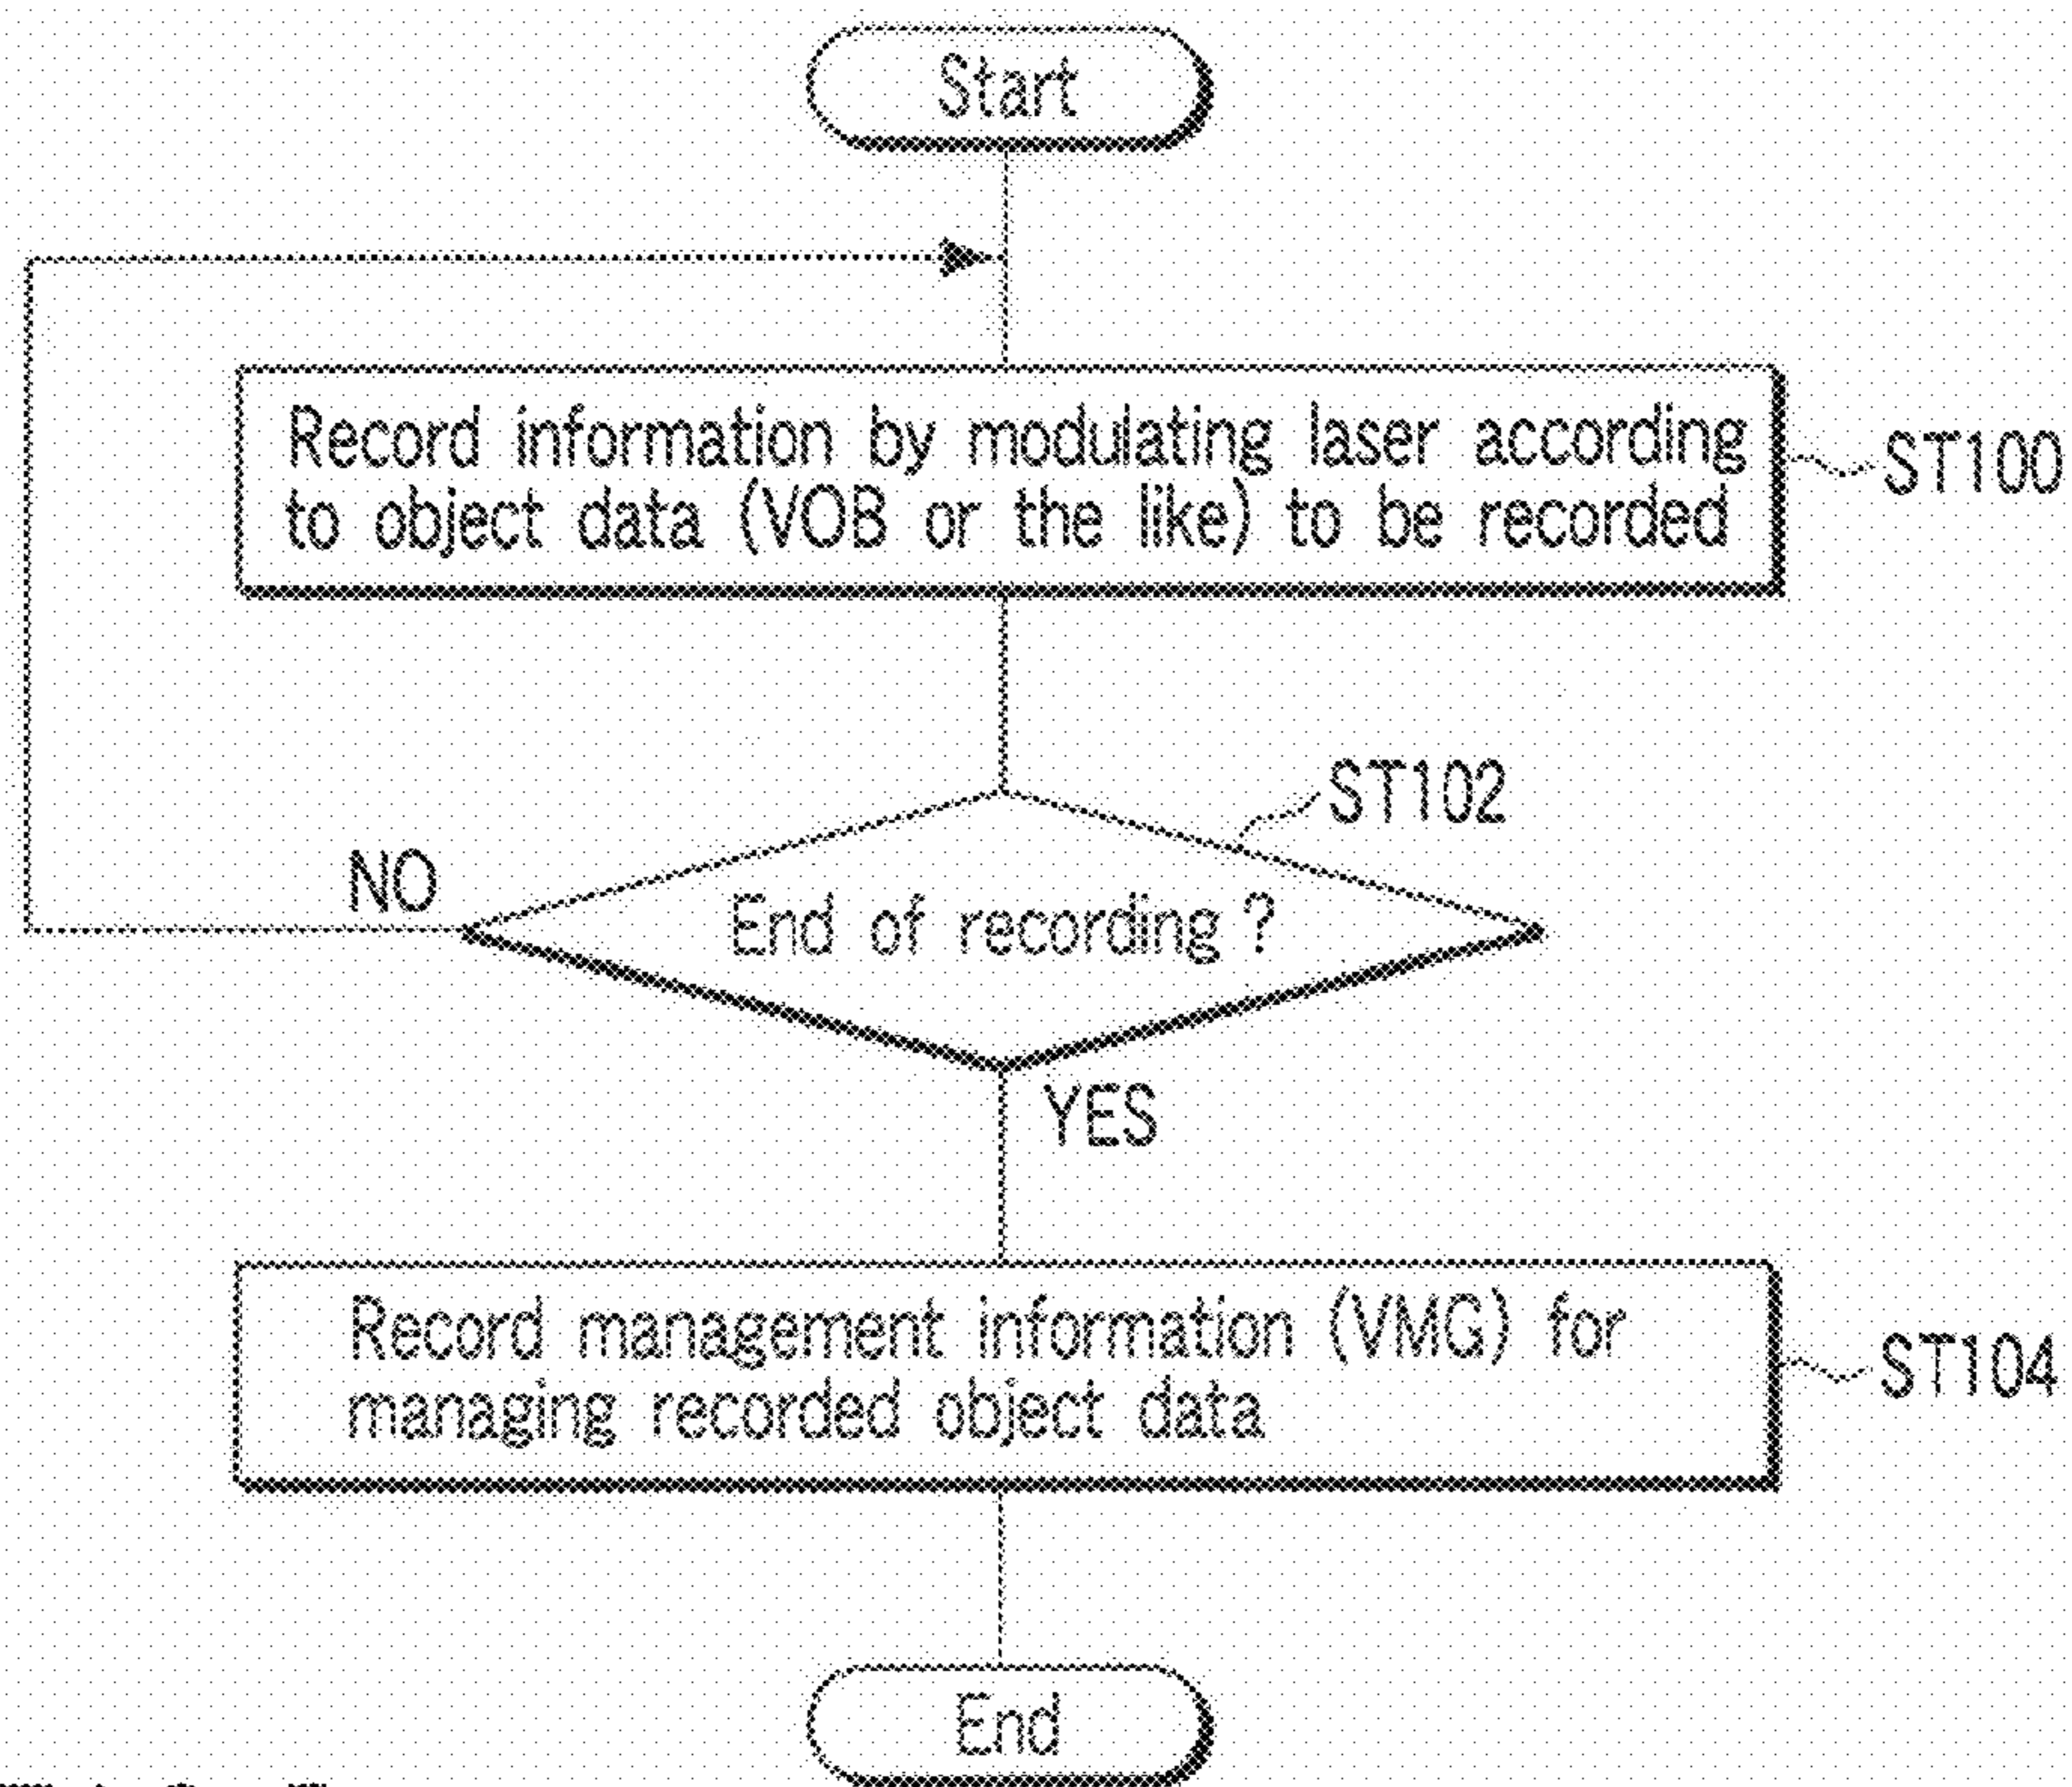 Start
Record information by modulating laser according
to object data (VOB or the like) to be recorded
ST100
ST102
NO
End of recording ?
YES
Record management information (VMG) for
managing recorded object data
ST104
End